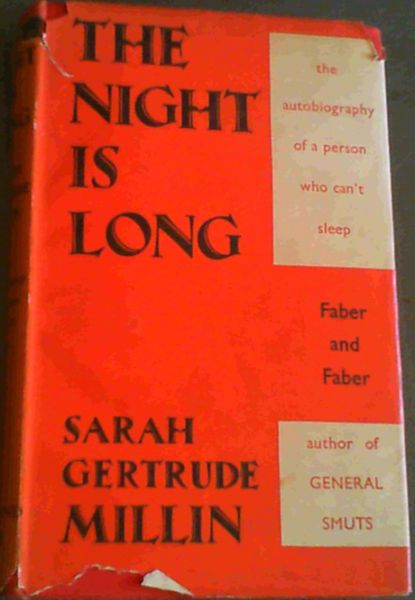 THE
NIGHT
IS
LONG
the
autobiography
of a person
who can't
sleep
Faber
and
Faber
SARAH
GERTRUDE
MILLIN
author of
GENERAL
SMUTS